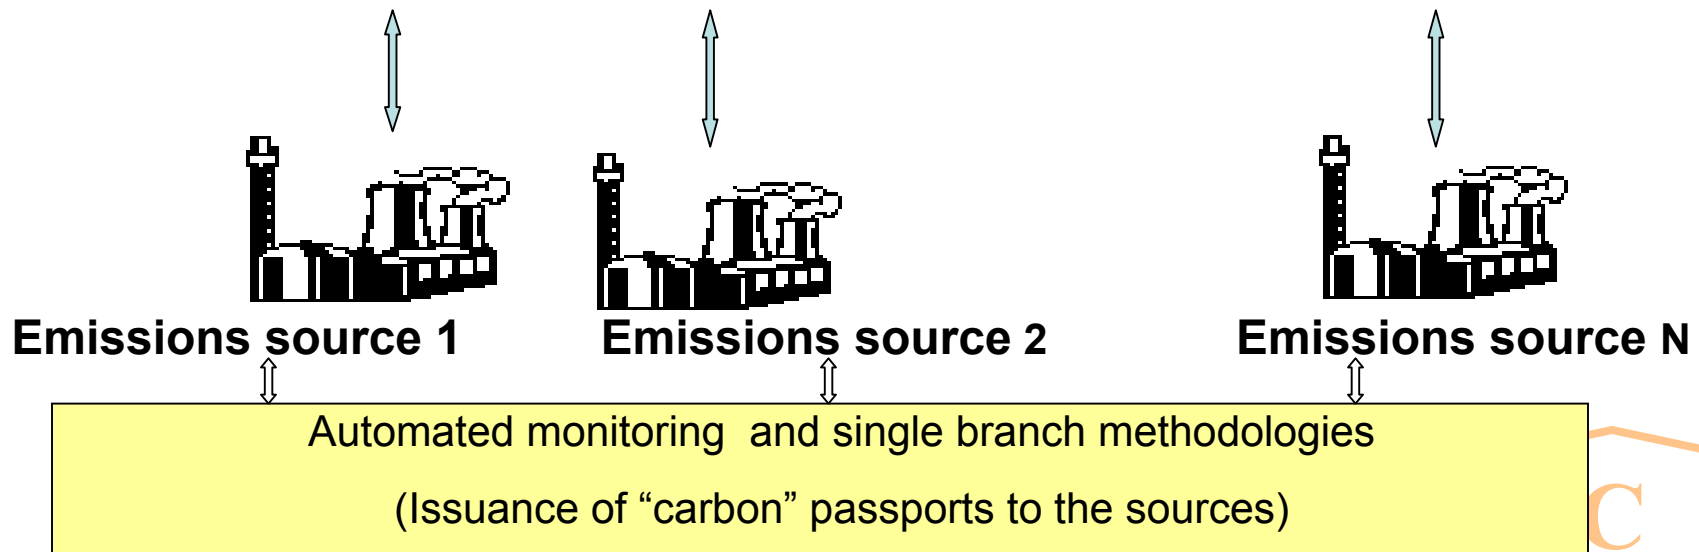 Emissions source 1
Emissions source 2
Emissions source N
Automated monitoring and single branch methodologies
(Issuance of “carbon” passports to the sources)
C